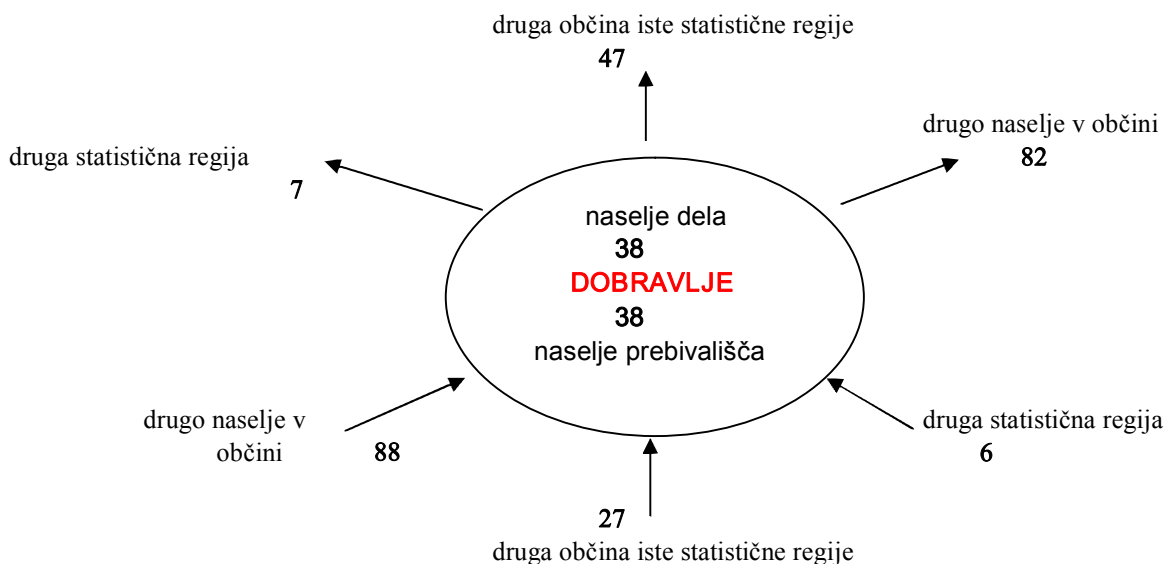 druga občina iste statistične regije
47
drugo naselje v občini
82
druga statistična regija
7
naselje dela
38
DOBRAVLJE
38
naselje prebivališča
drugo naselje v
občini 88
druga statistična regija
6
27
druga občina iste statistične regije